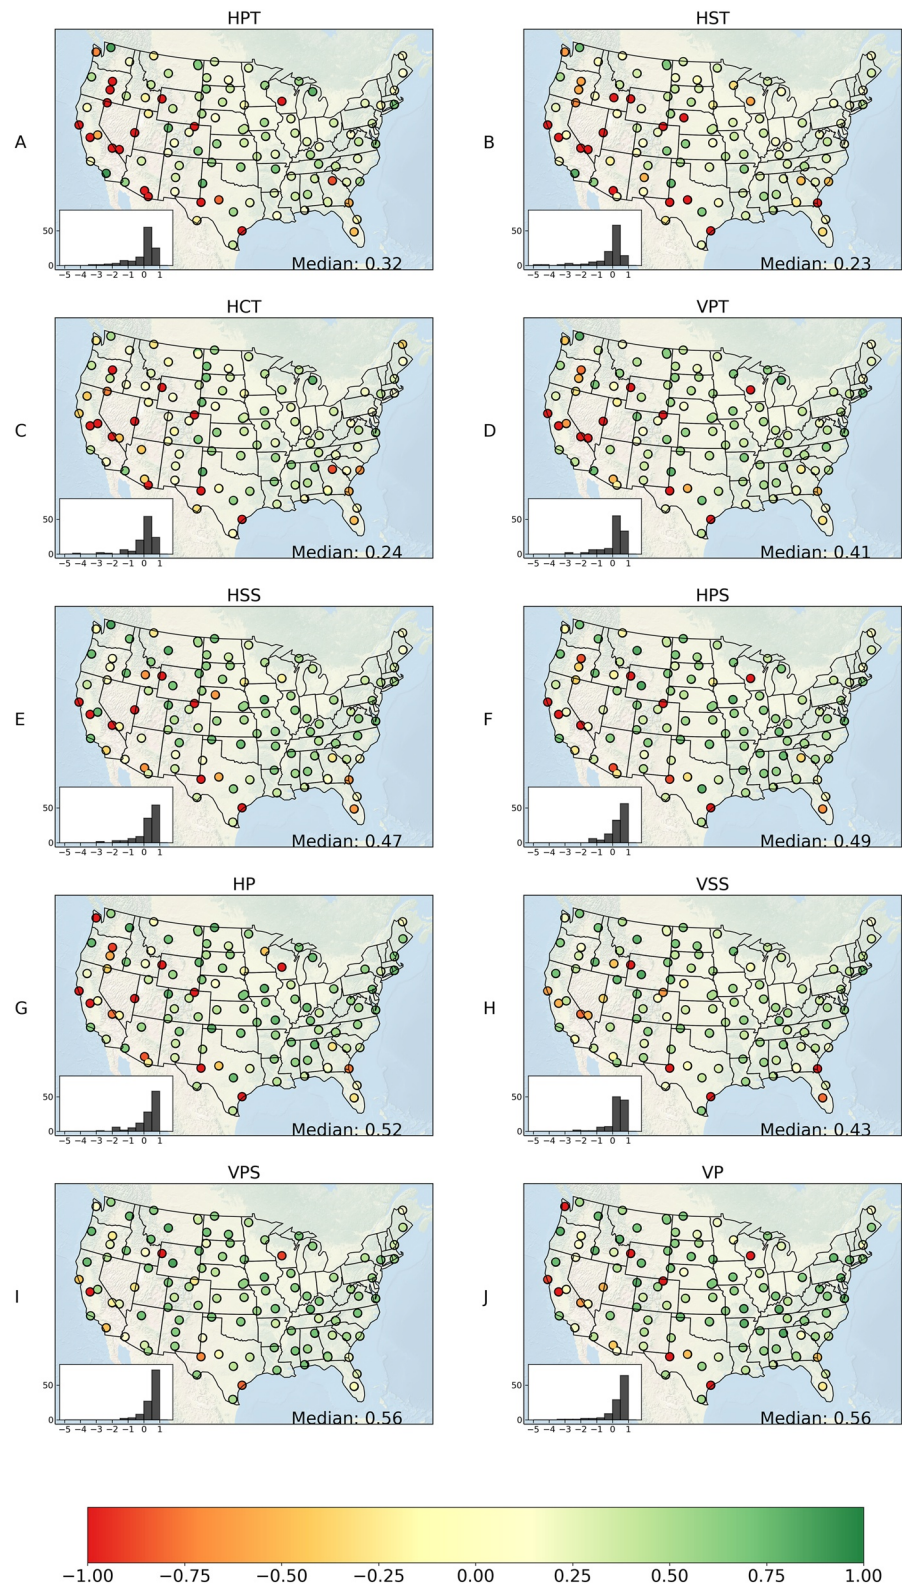 HPT
HST
A
50
0
−5 −4 −3 −2 −1 0 1
Median: 0.32
B
50
0
−5 −4 −3 −2 −1 0 1
Median: 0.23
HCT
VPT
C
50
0
−5 −4 −3 −2 −1 0 1
Median: 0.24
D
50
0
−5 −4 −3 −2 −1 0 1
Median: 0.41
HSS
HPS
E
50
0
−5 −4 −3 −2 −1 0 1
Median: 0.47
F
50
0
−5 −4 −3 −2 −1 0 1
Median: 0.49
HP
VSS
G
50
0
−5 −4 −3 −2 −1 0 1
Median: 0.52
H
50
0
−5 −4 −3 −2 −1 0 1
Median: 0.43
VPS
VP
I
50
0
−5 −4 −3 −2 −1 0 1
Median: 0.56
J
50
0
−5 −4 −3 −2 −1 0 1
Median: 0.56
−1.00 −0.75 −0.50 −0.25 0.00 0.25 0.50 0.75 1.00